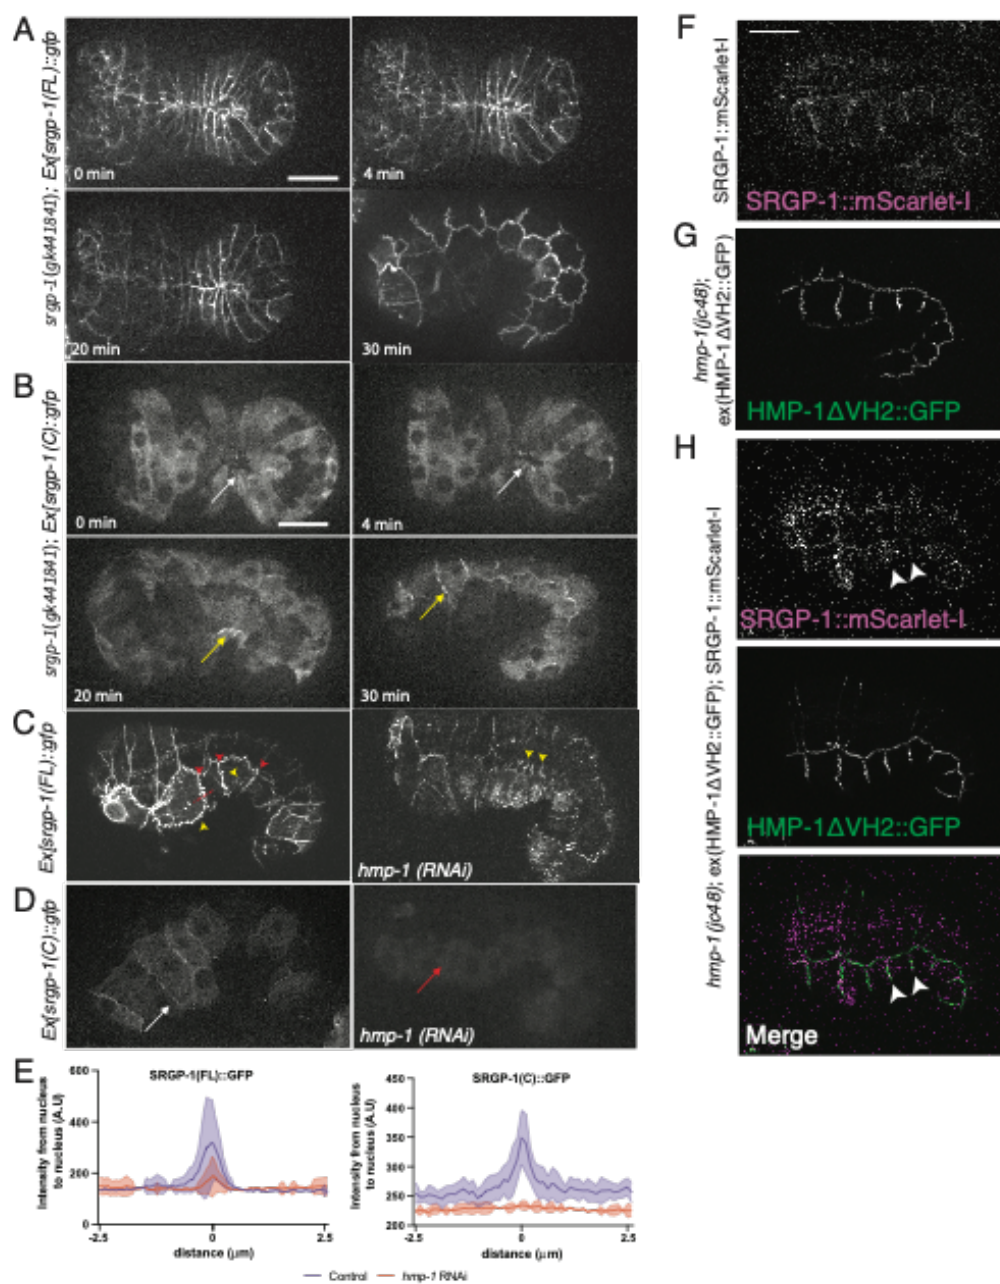 A
srgp-1(gk441841); Ex[srgp-1(FL)::gfp
0 min
4 min
20 min
30 min
B
srgp-1(gk441841); Ex[srgp-1(C)::gfp
0 min
4 min
20 min
30 min
C
Ex[srgp-1(FL)::gfp
hmp-1 (RNAi)
D
Ex[srgp-1(C)::gfp
hmp-1 (RNAi)
E
SRGP-1(FL)::GFP
Intensity from nucleus
to nucleus (A.U)
600
400
200
0
-2.5
0
2.5
distance (μm)
SRGP-1(C)::GFP
Intensity from nucleus
to nucleus (A.U)
450
400
350
300
250
200
-2.5
0
2.5
distance (μm)
Control
hmp-1 RNAi
F
SRGP-1::mScarlet-I
SRGP-1::mScarlet-I
G
hmp-1(jc48);
ex(HMP-1ΔVH2::GFP)
HMP-1ΔVH2::GFP
H
hmp-1(jc48); ex(HMP-1ΔVH2::GFP); SRGP-1::mScarlet-I
SRGP-1::mScarlet-I
HMP-1ΔVH2::GFP
Merge